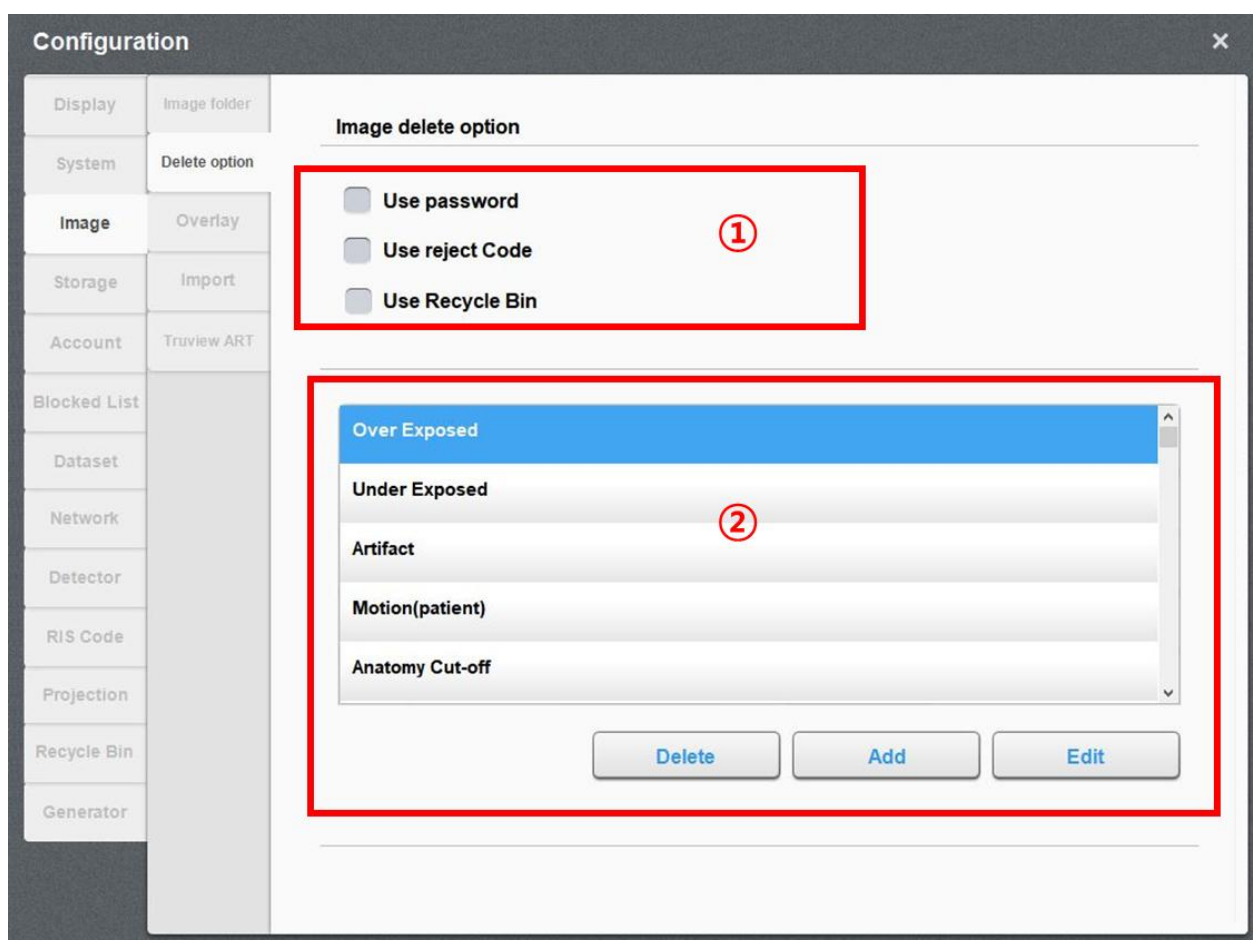 Configuration
Display
System
Image
Storage
Account
Blocked List
Dataset
Network
Detector
RIS Code
Projection
Recycle Bin
Generator
Image folder
Delete option
Overlay
Import
Truview ART
Image delete option
Use password
Use reject Code
Use Recycle Bin
①
Over Exposed
Under Exposed
Artifact
Motion(patient)
Anatomy Cut-off
②
Delete Add Edit